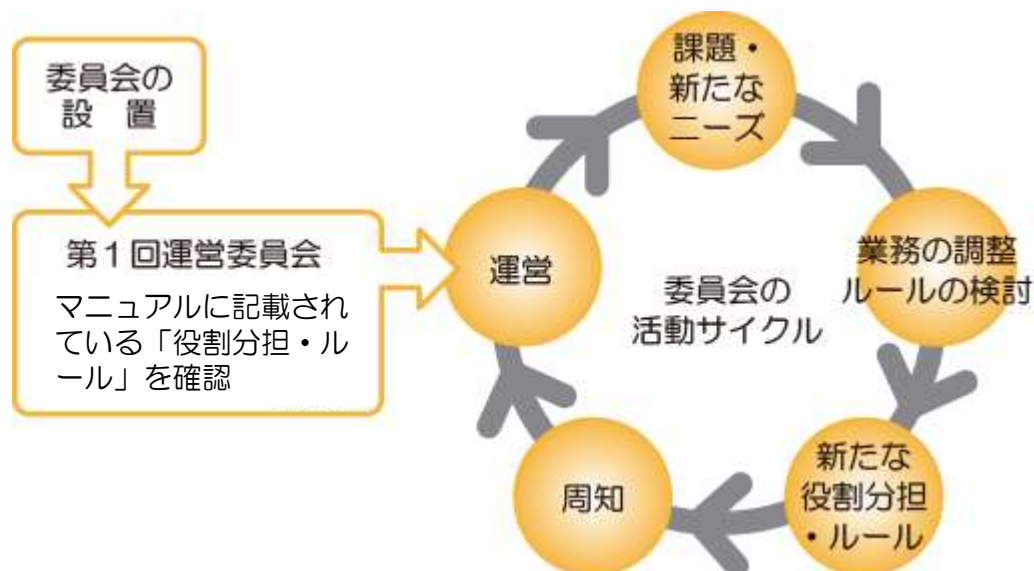 委員会の
設 置
第1回運営委員会
マニュアルに記載され
ている「役割分担・ル
ール」を確認
運営
課題・
新たな
ニーズ
業務の調整
ルールの検討
新たな
役割分担
・ルール
周知
委員会の
活動サイクル